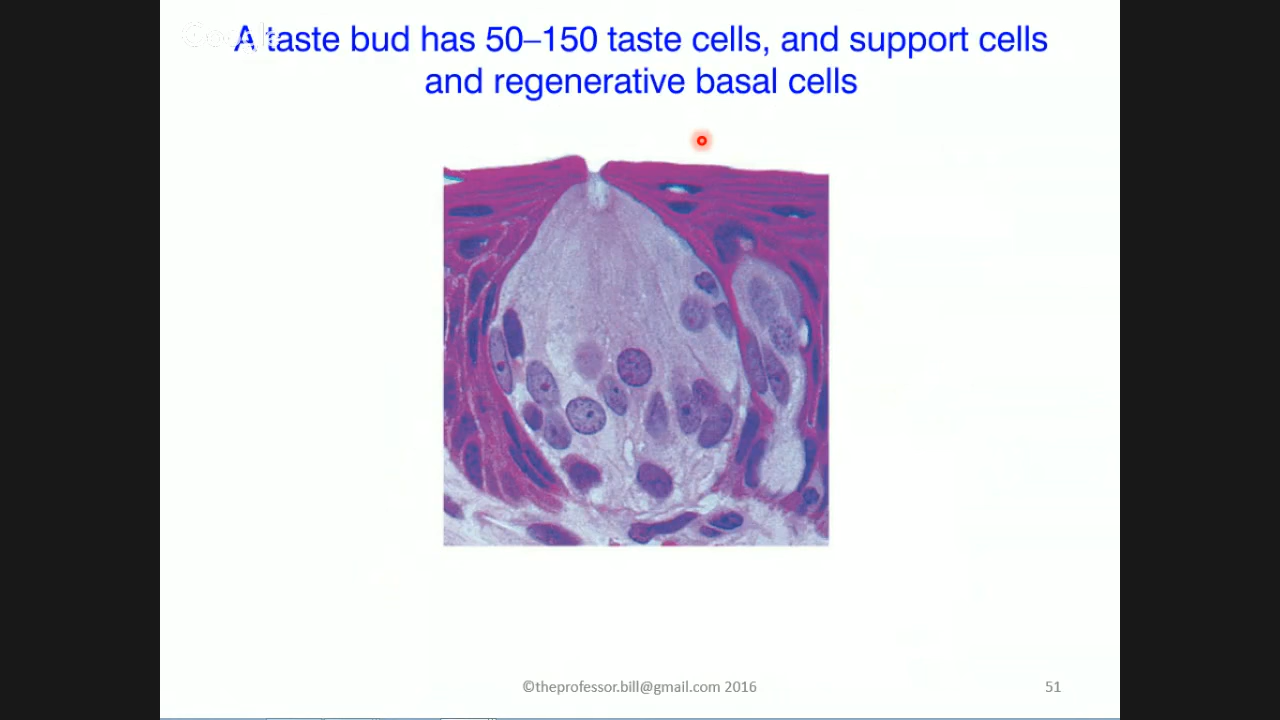 Google
A taste bud has 50–150 taste cells, and support cells
and regenerative basal cells
©theprofessor.bill@gmail.com 2016
51